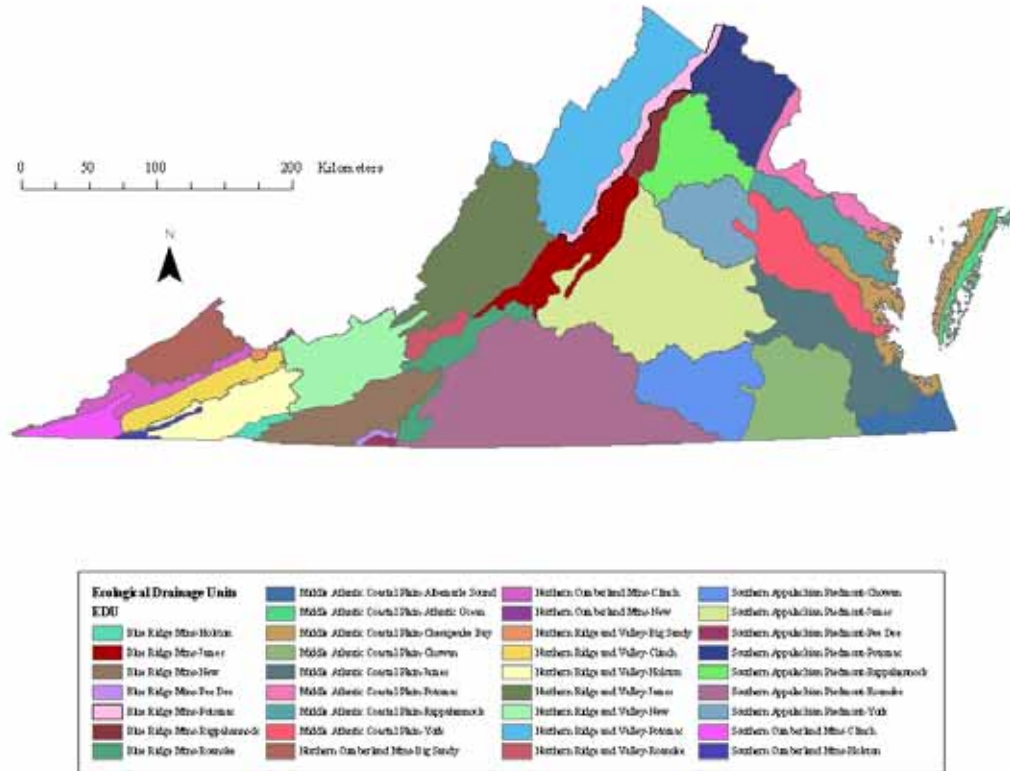 0 50 100 200 Kilometers
N
Ecological Drainage Units
EDU
Blue Ridge Mtns-Holston
Blue Ridge Mtns-James
Blue Ridge Mtns-New
Blue Ridge Mtns-Pee Dee
Blue Ridge Mtns-Potomac
Blue Ridge Mtns-Rappahannock
Blue Ridge Mtns-Roanoke
Middle Atlantic Coastal Plain-Albemarle Sound
Middle Atlantic Coastal Plain-Atlantic Ocean
Middle Atlantic Coastal Plain-Chesapeake Bay
Middle Atlantic Coastal Plain-Chowan
Middle Atlantic Coastal Plain-James
Middle Atlantic Coastal Plain-Potomac
Middle Atlantic Coastal Plain-Rappahannock
Middle Atlantic Coastal Plain-York
Northern Cumberland Mtns-Big Sandy
Northern Cumberland Mtns-Clinch
Northern Cumberland Mtns-New
Northern Ridge and Valley-Big Sandy
Northern Ridge and Valley-Clinch
Northern Ridge and Valley-Holston
Northern Ridge and Valley-James
Northern Ridge and Valley-New
Northern Ridge and Valley-Potomac
Northern Ridge and Valley-Roanoke
Southern Appalachian Piedmont-Chowan
Southern Appalachian Piedmont-James
Southern Appalachian Piedmont-Pee Dee
Southern Appalachian Piedmont-Potomac
Southern Appalachian Piedmont-Rappahannock
Southern Appalachian Piedmont-Roanoke
Southern Appalachian Piedmont-York
Southern Cumberland Mtns-Clinch
Southern Cumberland Mtns-Holston